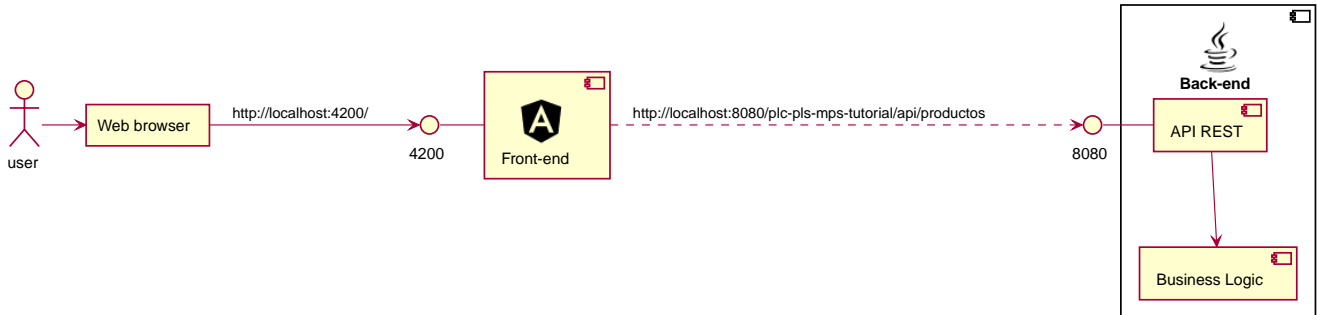 user
Web browser
http://localhost:4200/
4200
Front-end
http://localhost:8080/plc-pls-mps-tutorial/api/productos
8080
Back-end
API REST
Business Logic